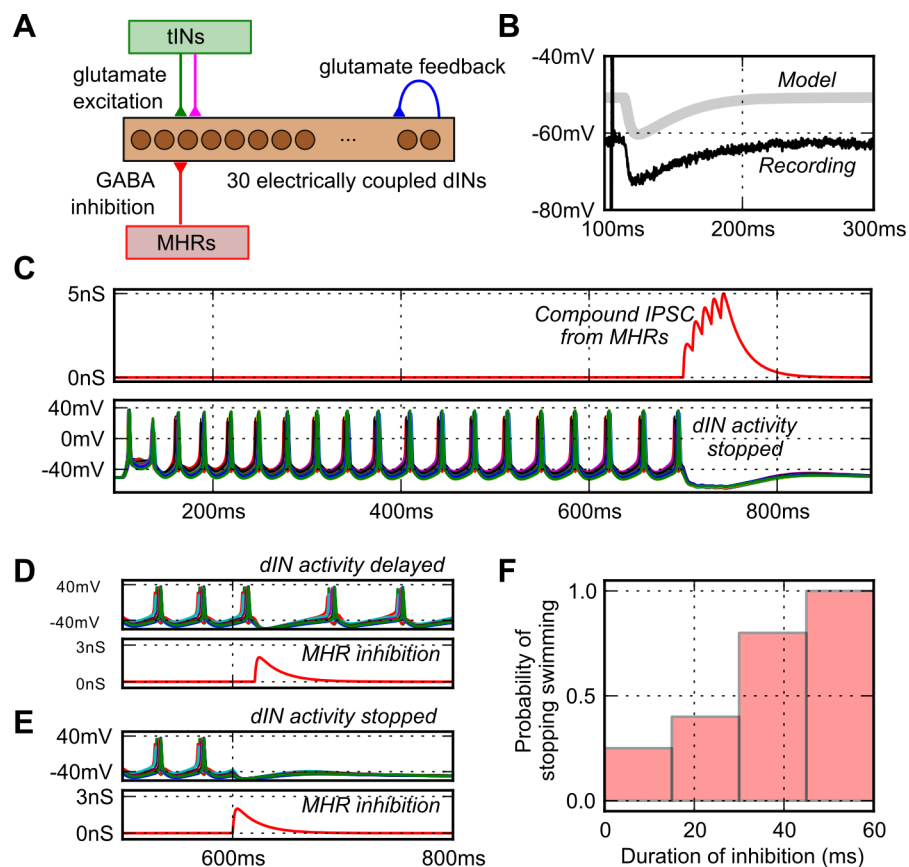 A
tINs
glutamate
excitation
glutamate feedback
...
GABA
inhibition
30 electrically coupled dINs
MHRs
B
-40mV
-60mV
-80mV
Model
Recording
100ms 200ms 300ms
C
5nS
0nS
Compound IPSC
from MHRs
40mV
0mV
-40mV
dIN activity
stopped
200ms 400ms 600ms 800ms
D
dIN activity delayed
40mV
-40mV
3nS
0nS
MHR inhibition
E
dIN activity stopped
40mV
-40mV
3nS
0nS
MHR inhibition
600ms 800ms
F
Probability of
stopping swimming
1.0
0.5
0.0
0 20 40 60
Duration of inhibition (ms)